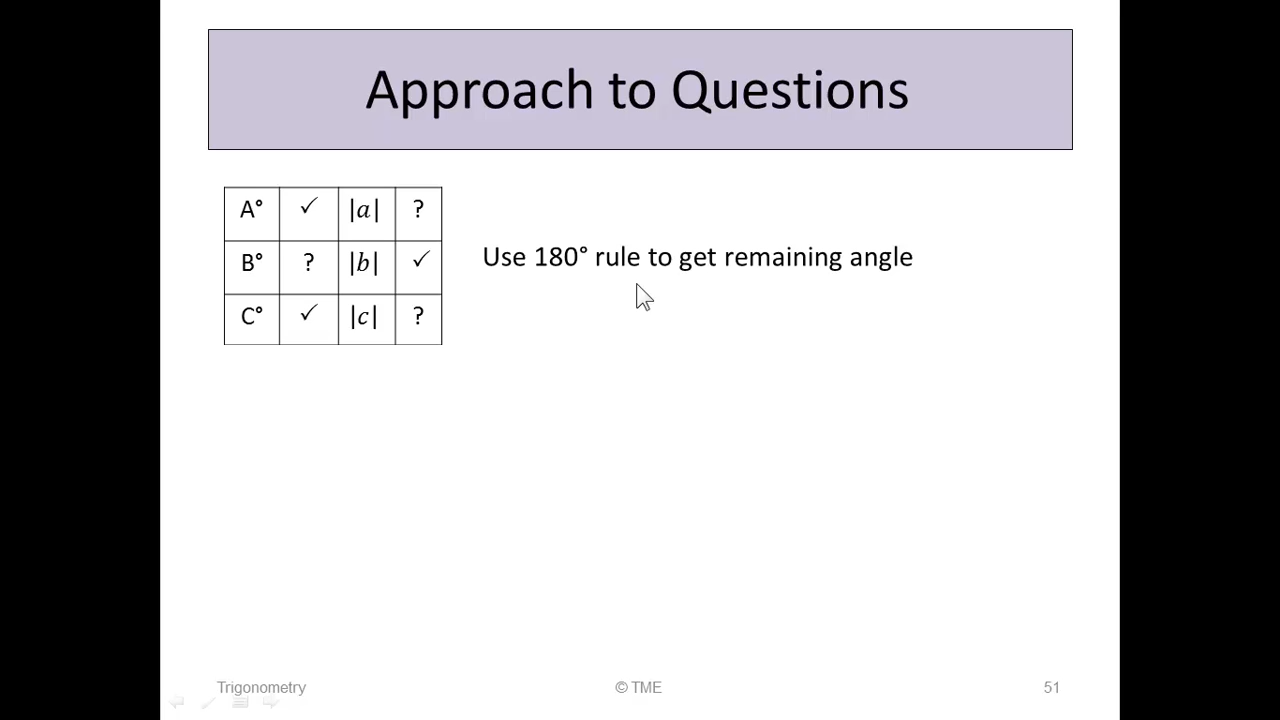 Approach to Questions
A° ✓ |a| ?
B° ? |b| ✓
C° ✓ |c| ?
Use 180° rule to get remaining angle
Trigonometry © TME 51